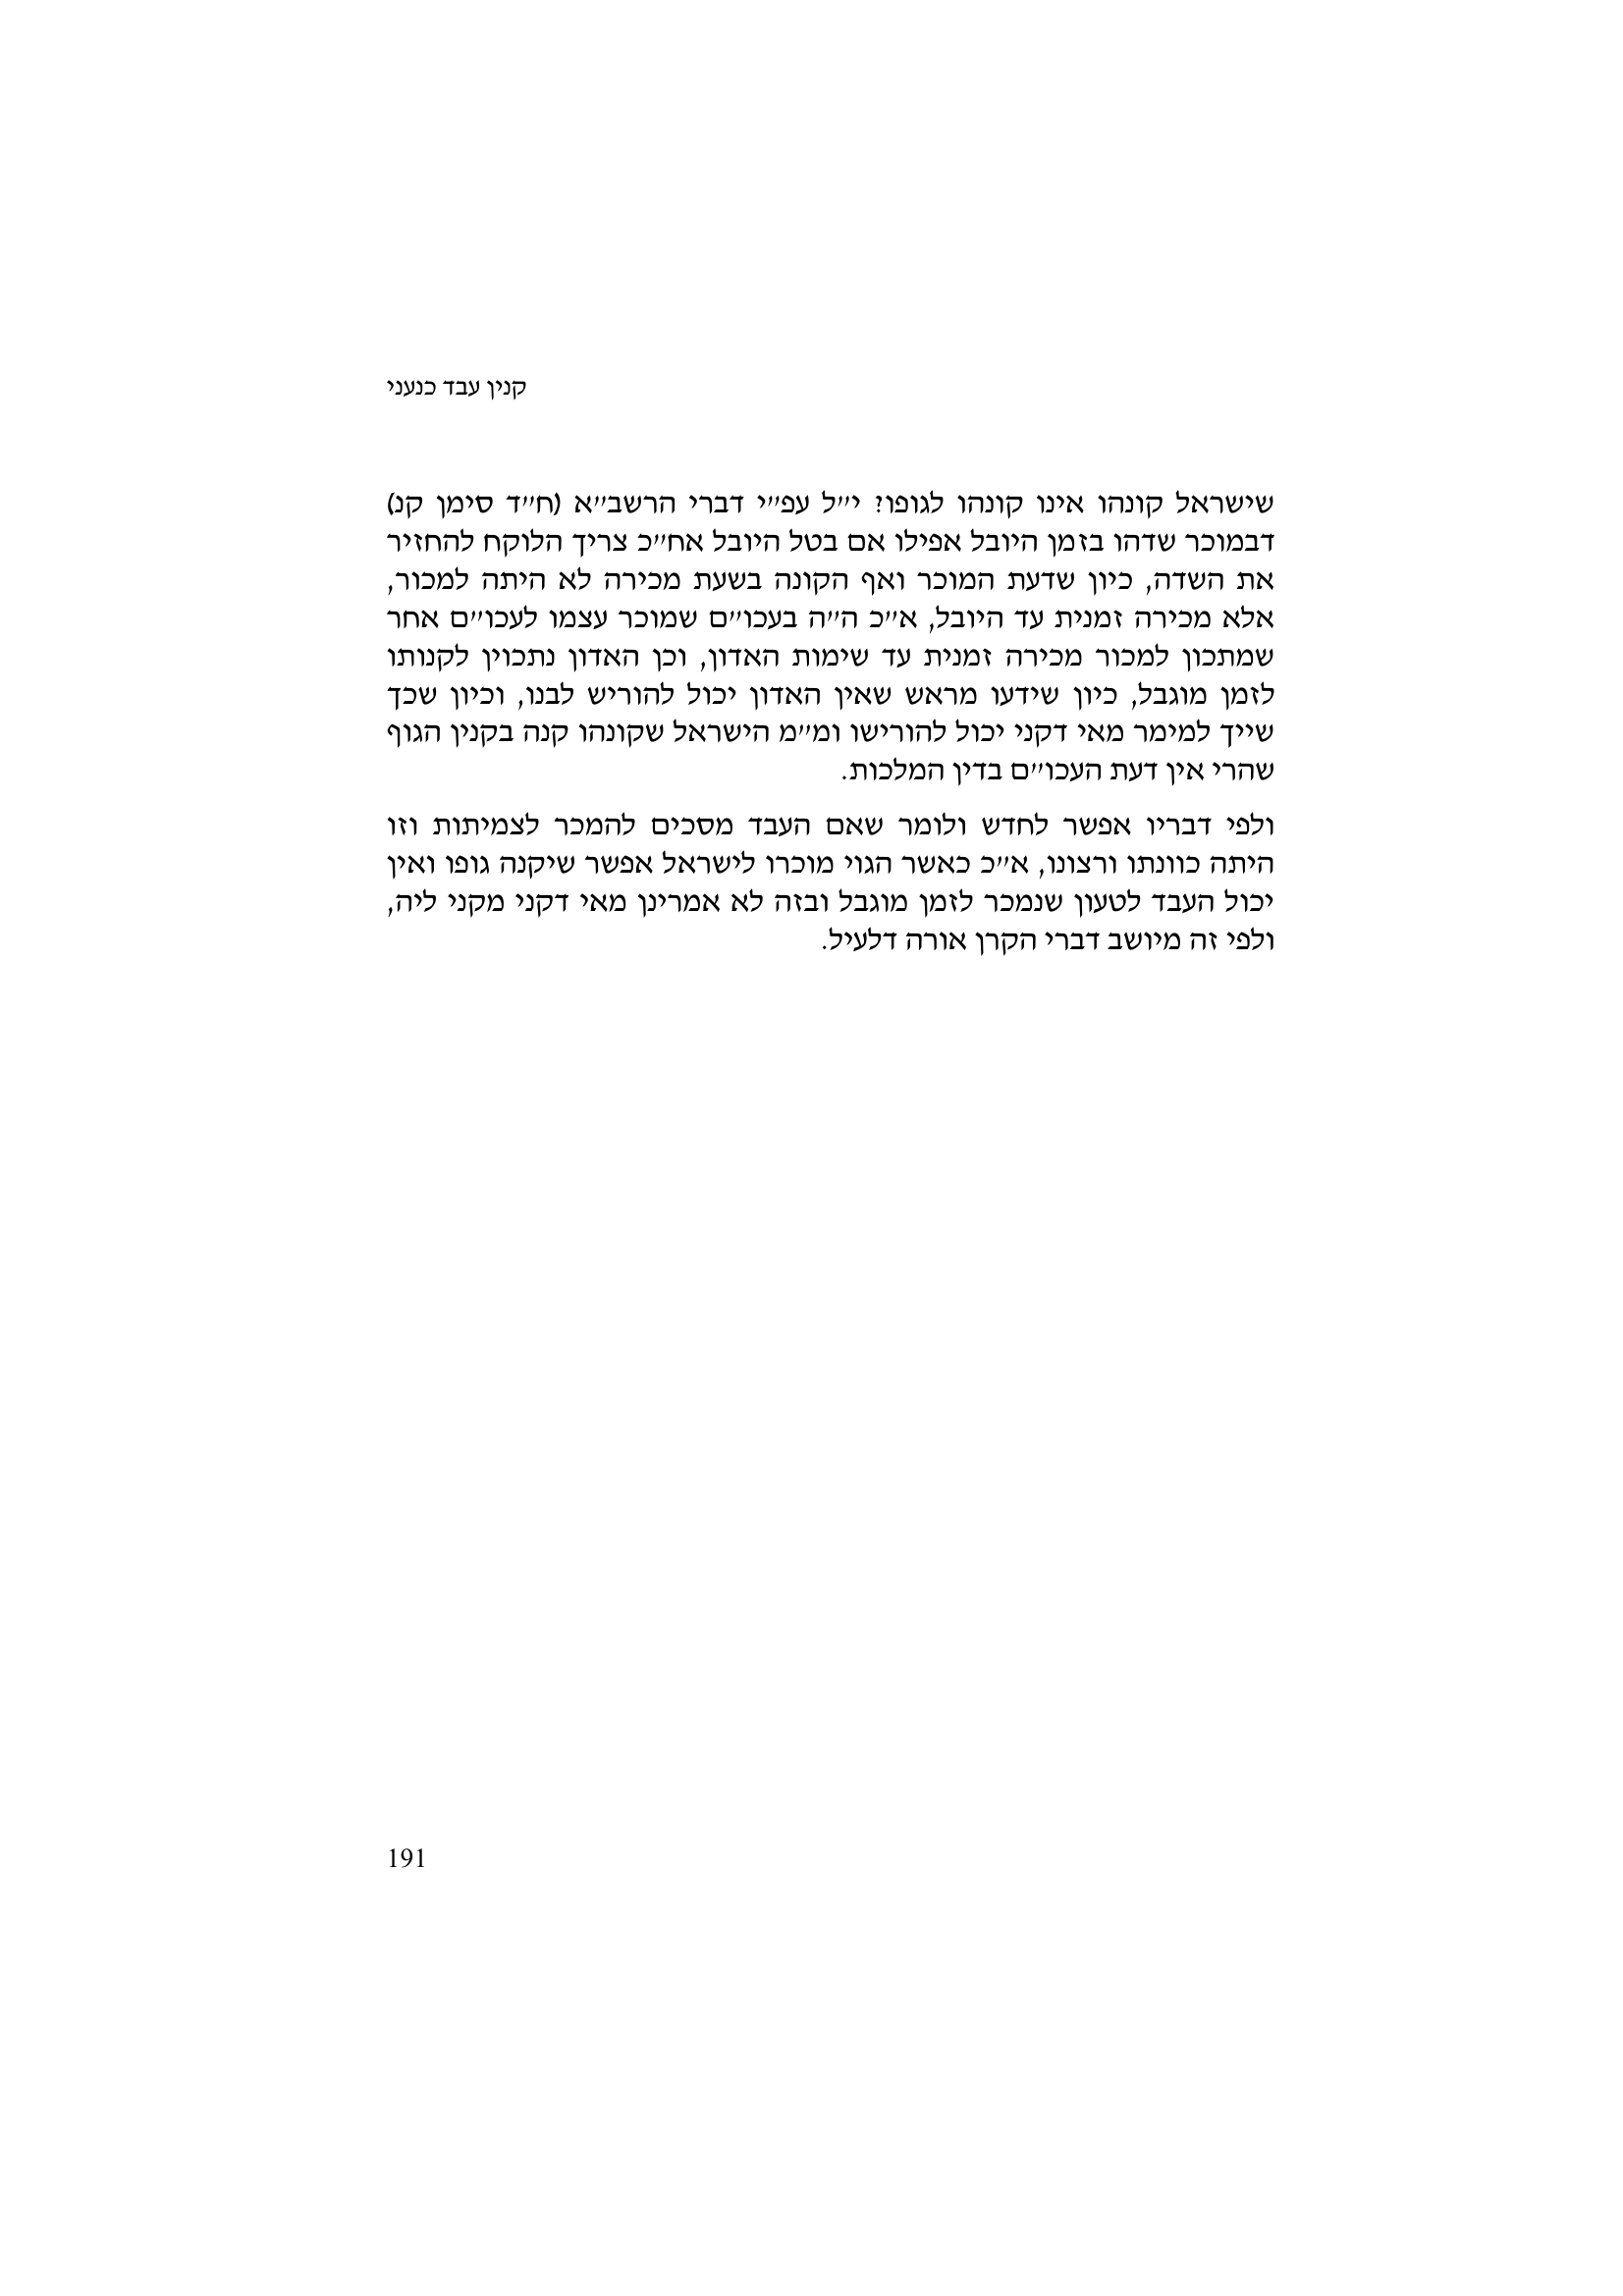 קנין עבד כנעני
שישראל קונהו אינו קונהו לגופו? י״ל עפ״י דברי הרשב״א (ח״ד סימן קנ)
דבמוכר שדהו בזמן היובל אפילו אם בטל היובל אח״כ צריך הלוקח להחזיר
את השדה, כיון שדעת המוכר ואף הקונה בשעת מכירה לא היתה למכור,
אלא מכירה זמנית עד היובל, א״כ ה״ה בעכו״ם שמוכר עצמו לעכו״ם אחר
שמתכון למכור מכירה זמנית עד שימות האדון, וכן האדון נתכוין לקנותו
לזמן מוגבל, כיון שידעו מראש שאין האדון יכול להוריש לבנו, וכיון שכך
שייך למימר מאי דקני יכול להורישו ומ״מ הישראל שקונהו קנה בקנין הגוף
שהרי אין דעת העכו״ם בדין המלכות.
ולפי דבריו אפשר לחדש ולומר שאם העבד מסכים להמכר לצמיתות וזו
היתה כוונתו ורצונו, א״כ כאשר הגוי מוכרו לישראל אפשר שיקנה גופו ואין
יכול העבד לטעון שנמכר לזמן מוגבל ובזה לא אמרינן מאי דקני מקני ליה,
ולפי זה מיושב דברי הקרן אורה דלעיל.
191